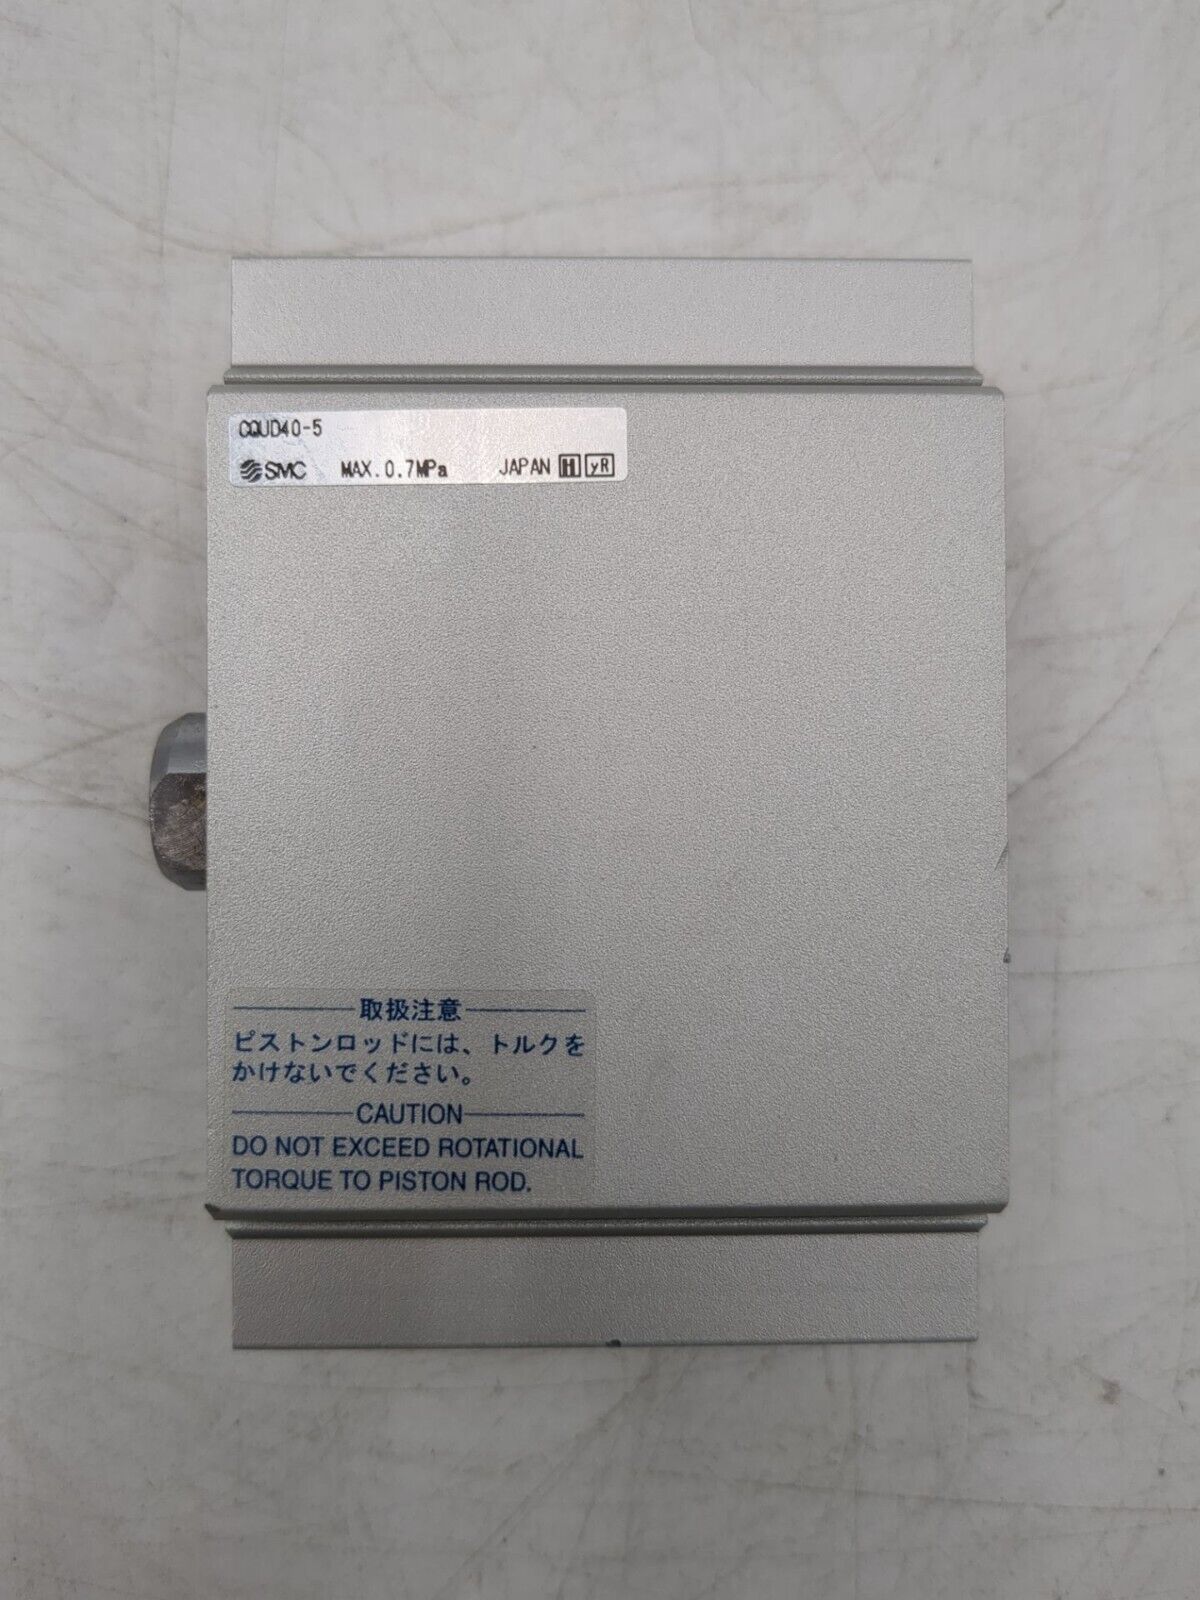 CQUD40-5
SMC MAX.0.7MPa JAPAN H yR
取扱注意
ピストンロッドには、トルクを
かけないでください。
CAUTION
DO NOT EXCEED ROTATIONAL
TORQUE TO PISTON ROD.